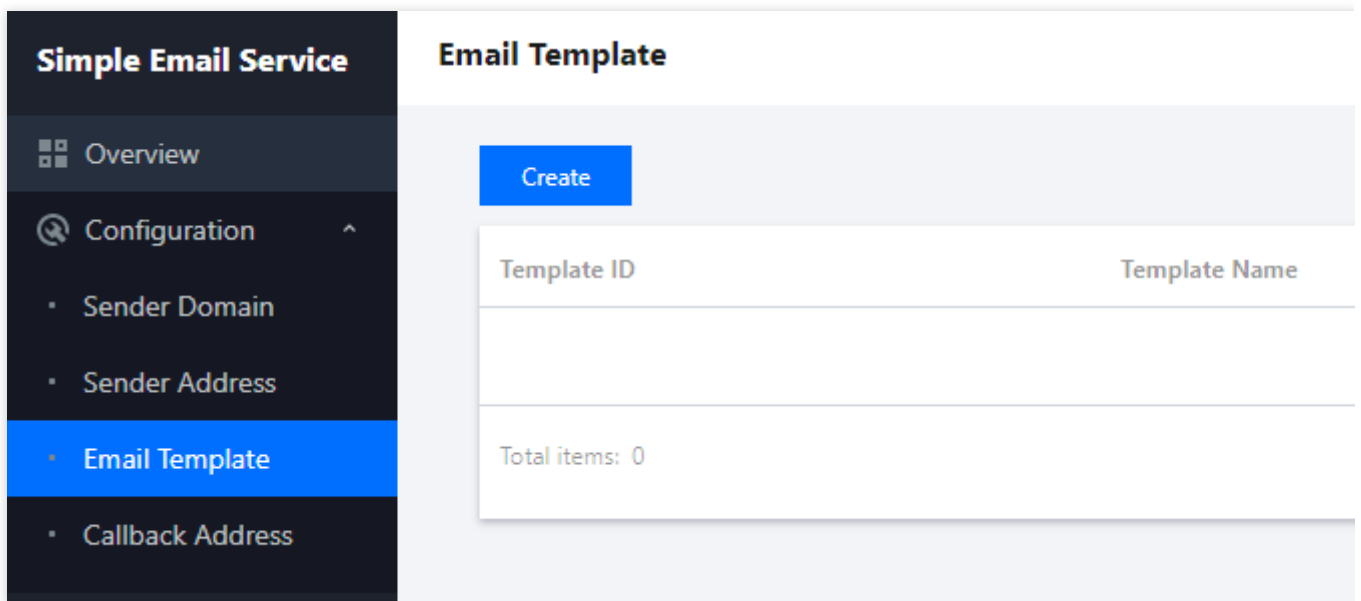 Simple Email Service
Overview
Configuration
Sender Domain
Sender Address
Email Template
Callback Address
Email Template
Create
Template ID Template Name
Total items: 0